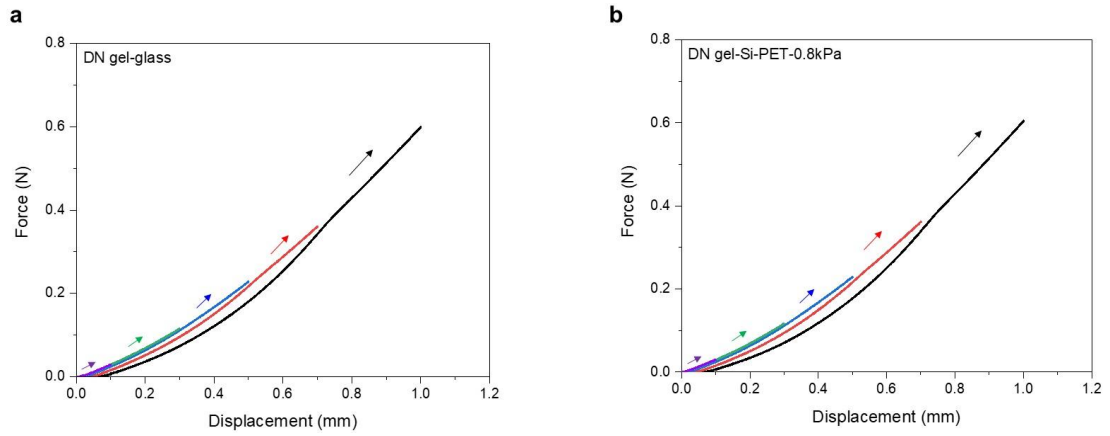 a
DN gel-glass
0.8
0.6
0.4
0.2
0.0
Force (N)
0.0 0.2 0.4 0.6 0.8 1.0 1.2
Displacement (mm)
b
DN gel-Si-PET-0.8kPa
0.8
0.6
0.4
0.2
0.0
Force (N)
0.0 0.2 0.4 0.6 0.8 1.0 1.2
Displacement (mm)